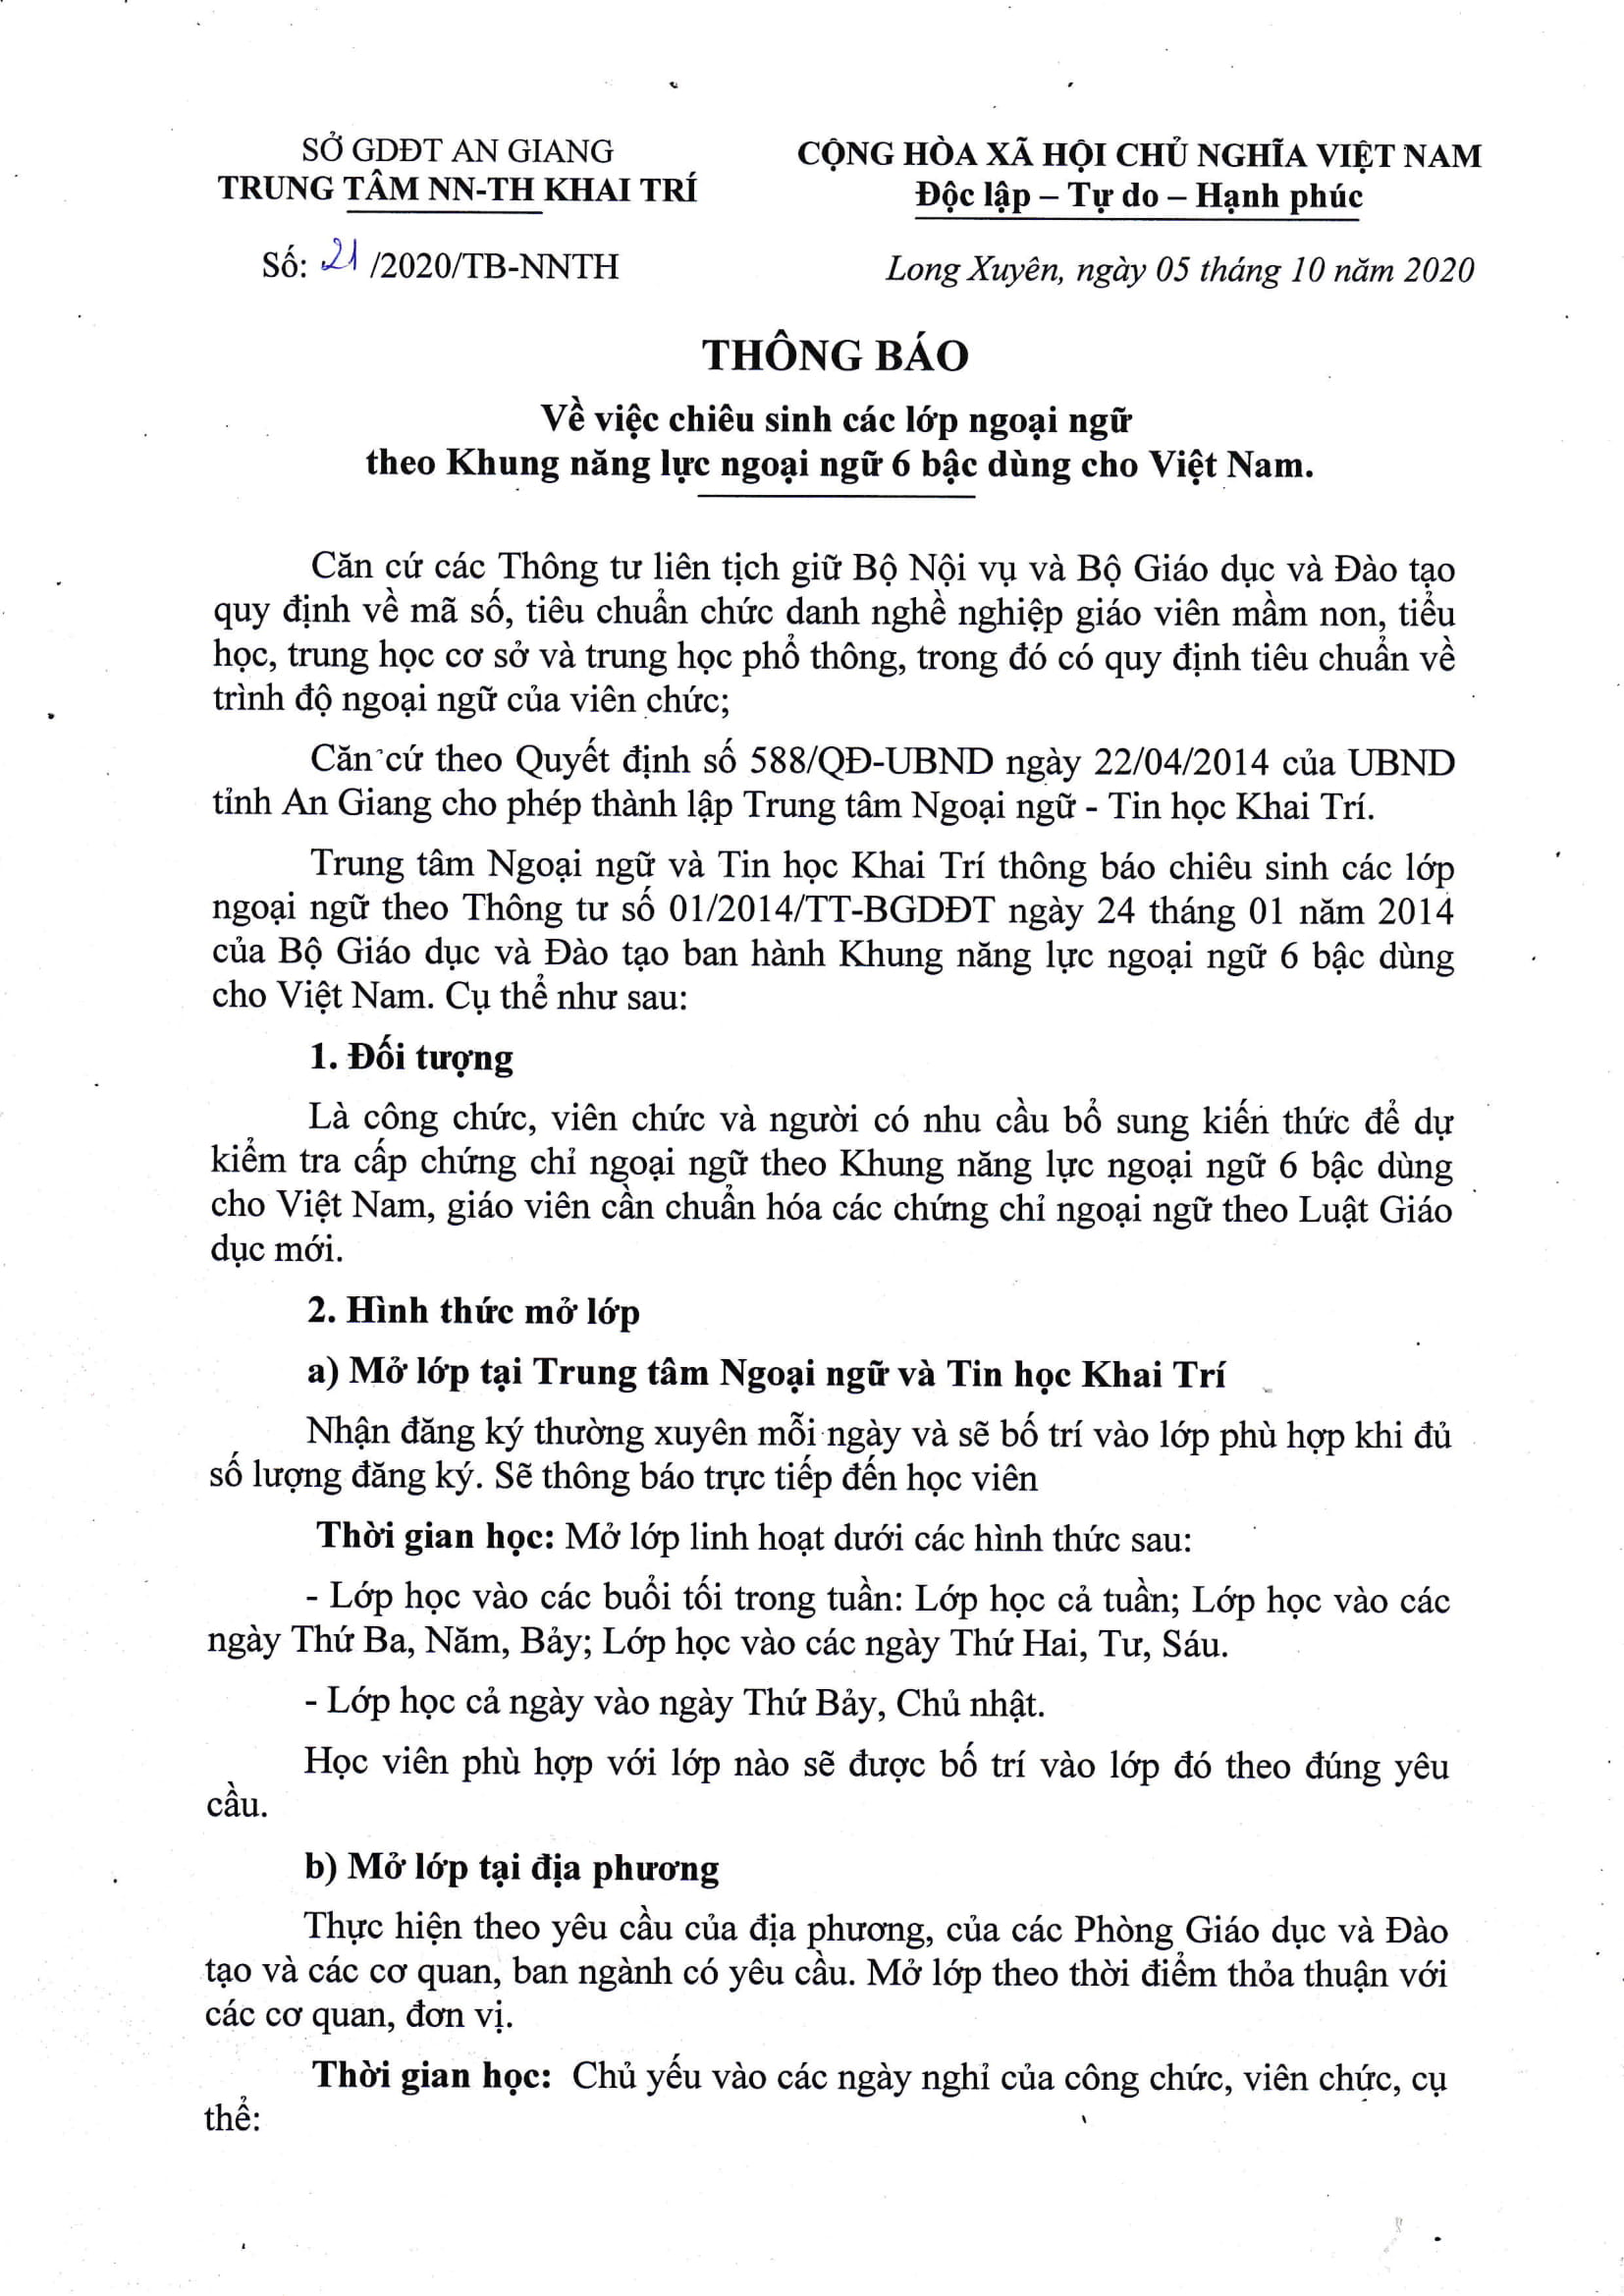 SỞ GDĐT AN GIANG
TRUNG TÂM NN-TH KHAI TRÍ
CỘNG HÒA XÃ HỘI CHỦ NGHĨA VIỆT NAM
Độc lập – Tự do – Hạnh phúc
Số: 21 /2020/TB-NNTH
Long Xuyên, ngày 05 tháng 10 năm 2020
THÔNG BÁO
Về việc chiêu sinh các lớp ngoại ngữ
theo Khung năng lực ngoại ngữ 6 bậc dùng cho Việt Nam.
Căn cứ các Thông tư liên tịch giữ Bộ Nội vụ và Bộ Giáo dục và Đào tạo
quy định về mã số, tiêu chuẩn chức danh nghề nghiệp giáo viên mầm non, tiểu
học, trung học cơ sở và trung học phổ thông, trong đó có quy định tiêu chuẩn về
trình độ ngoại ngữ của viên chức;
Căn cứ theo Quyết định số 588/QĐ-UBND ngày 22/04/2014 của UBND
tỉnh An Giang cho phép thành lập Trung tâm Ngoại ngữ - Tin học Khai Trí.
Trung tâm Ngoại ngữ và Tin học Khai Trí thông báo chiêu sinh các lớp
ngoại ngữ theo Thông tư số 01/2014/TT-BGDĐT ngày 24 tháng 01 năm 2014
của Bộ Giáo dục và Đào tạo ban hành Khung năng lực ngoại ngữ 6 bậc dùng
cho Việt Nam. Cụ thể như sau:
1. Đối tượng
Là công chức, viên chức và người có nhu cầu bổ sung kiến thức để dự
kiểm tra cấp chứng chỉ ngoại ngữ theo Khung năng lực ngoại ngữ 6 bậc dùng
cho Việt Nam, giáo viên cần chuẩn hóa các chứng chỉ ngoại ngữ theo Luật Giáo
dục mới.
2. Hình thức mở lớp
a) Mở lớp tại Trung tâm Ngoại ngữ và Tin học Khai Trí
Nhận đăng ký thường xuyên mỗi ngày và sẽ bố trí vào lớp phù hợp khi đủ
số lượng đăng ký. Sẽ thông báo trực tiếp đến học viên
Thời gian học: Mở lớp linh hoạt dưới các hình thức sau:
- Lớp học vào các buổi tối trong tuần: Lớp học cả tuần; Lớp học vào các
ngày Thứ Ba, Năm, Bảy; Lớp học vào các ngày Thứ Hai, Tư, Sáu.
- Lớp học cả ngày vào ngày Thứ Bảy, Chủ nhật.
Học viên phù hợp với lớp nào sẽ được bố trí vào lớp đó theo đúng yêu
cầu.
b) Mở lớp tại địa phương
Thực hiện theo yêu cầu của địa phương, của các Phòng Giáo dục và Đào
tạo và các cơ quan, ban ngành có yêu cầu. Mở lớp theo thời điểm thỏa thuận với
các cơ quan, đơn vị.
Thời gian học: Chủ yếu vào các ngày nghỉ của công chức, viên chức, cụ
thể: